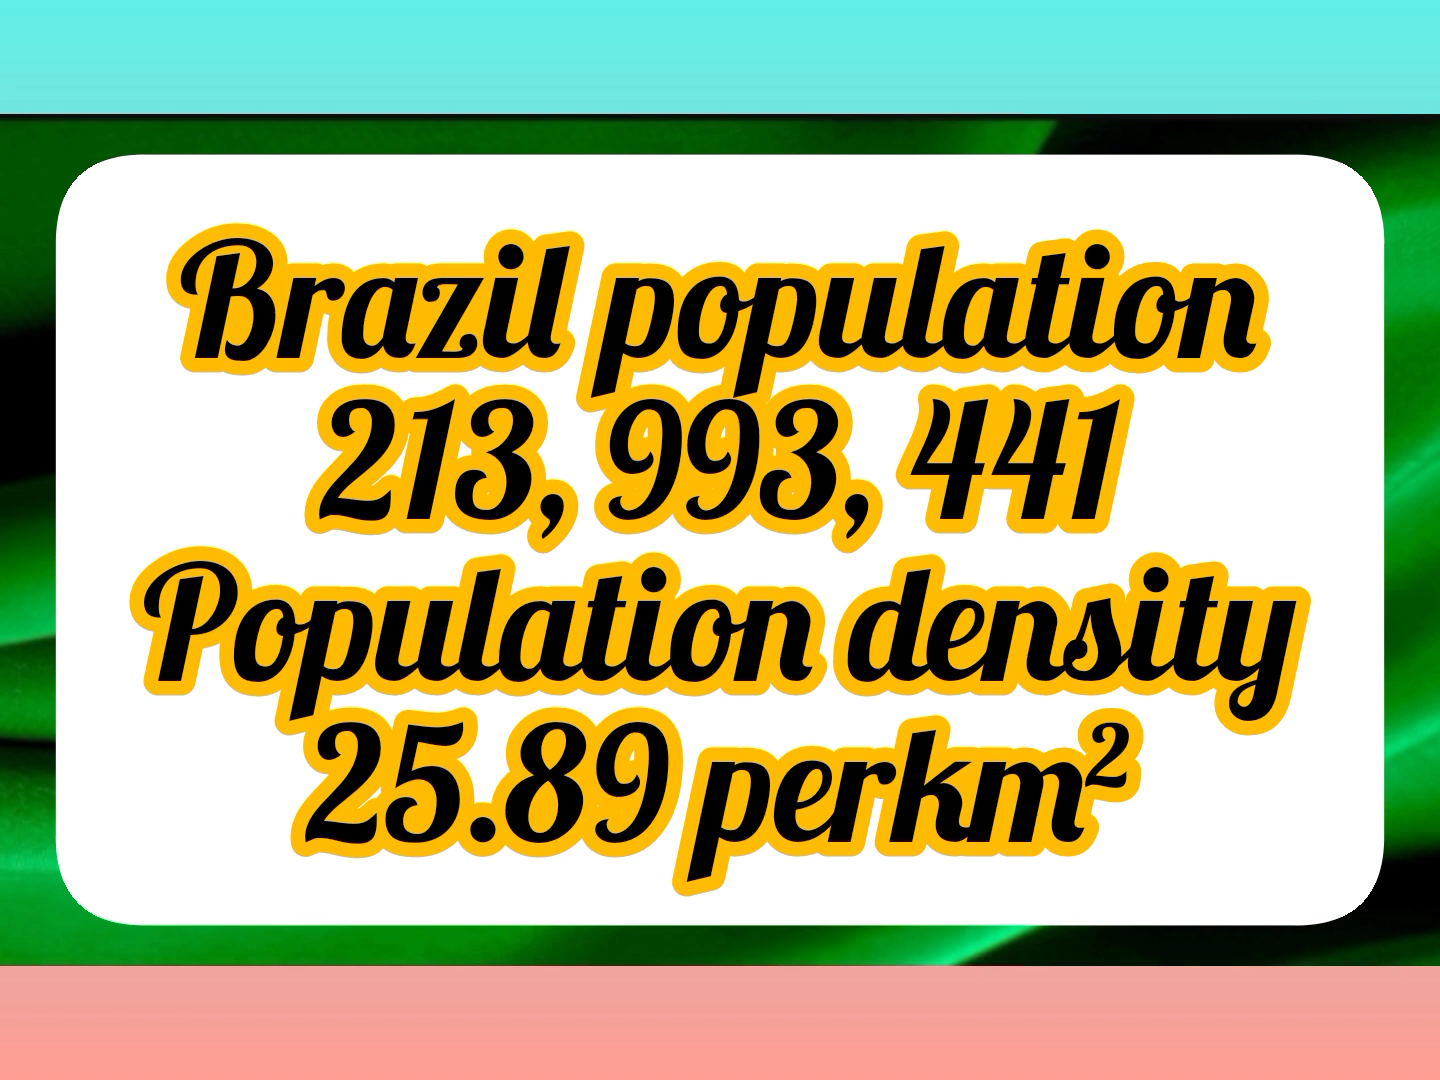 Brazil population
213, 993, 441
Population density
25.89 perkm²